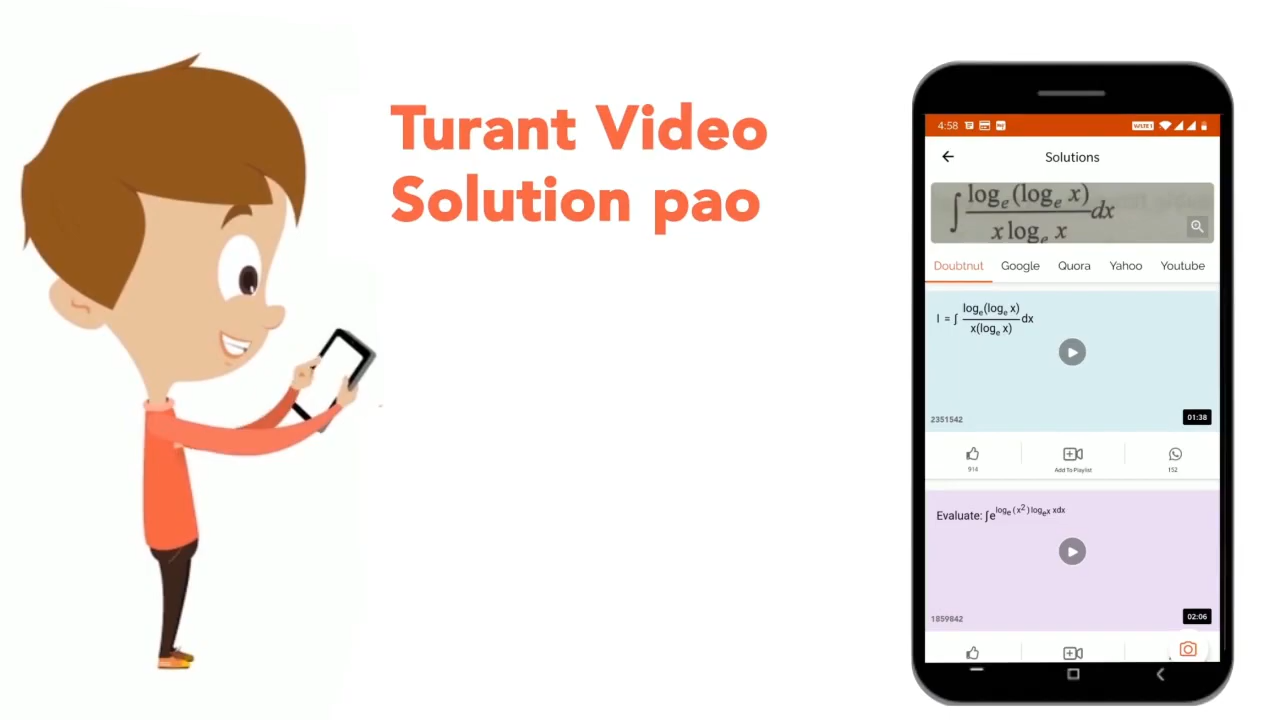 Turant Video
Solution pao
4:58
Solutions
∫ logₑ(logₑ x) / x logₑ x dx
Doubtnut Google Quora Yahoo Youtube
I = ∫ logₑ(logₑ x) / x(logₑ x) dx
2351542 01:38
914 Add To Playlist 152
Evaluate: ∫e^logₑ(x²)logₑx xdx
1859842 02:06